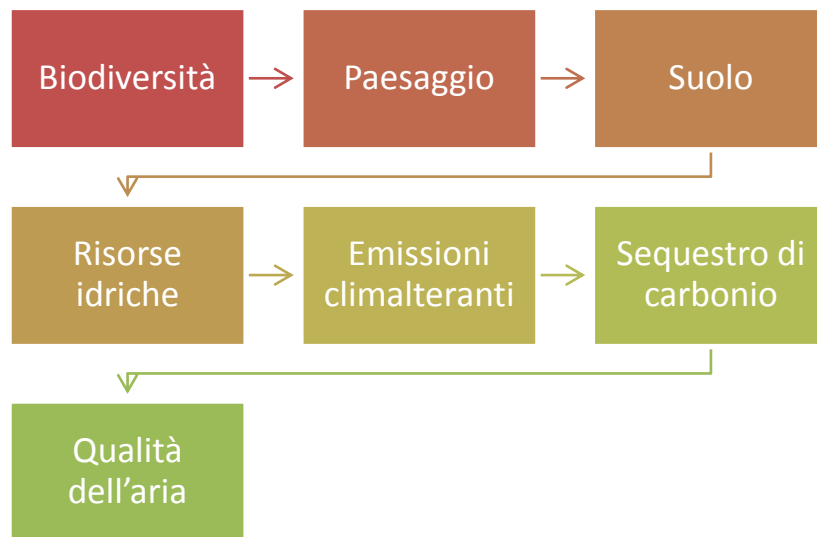 Biodiversità
Paesaggio
Suolo
Risorse
idriche
Emissioni
climalteranti
Sequestro di
carbonio
Qualità
dell’aria